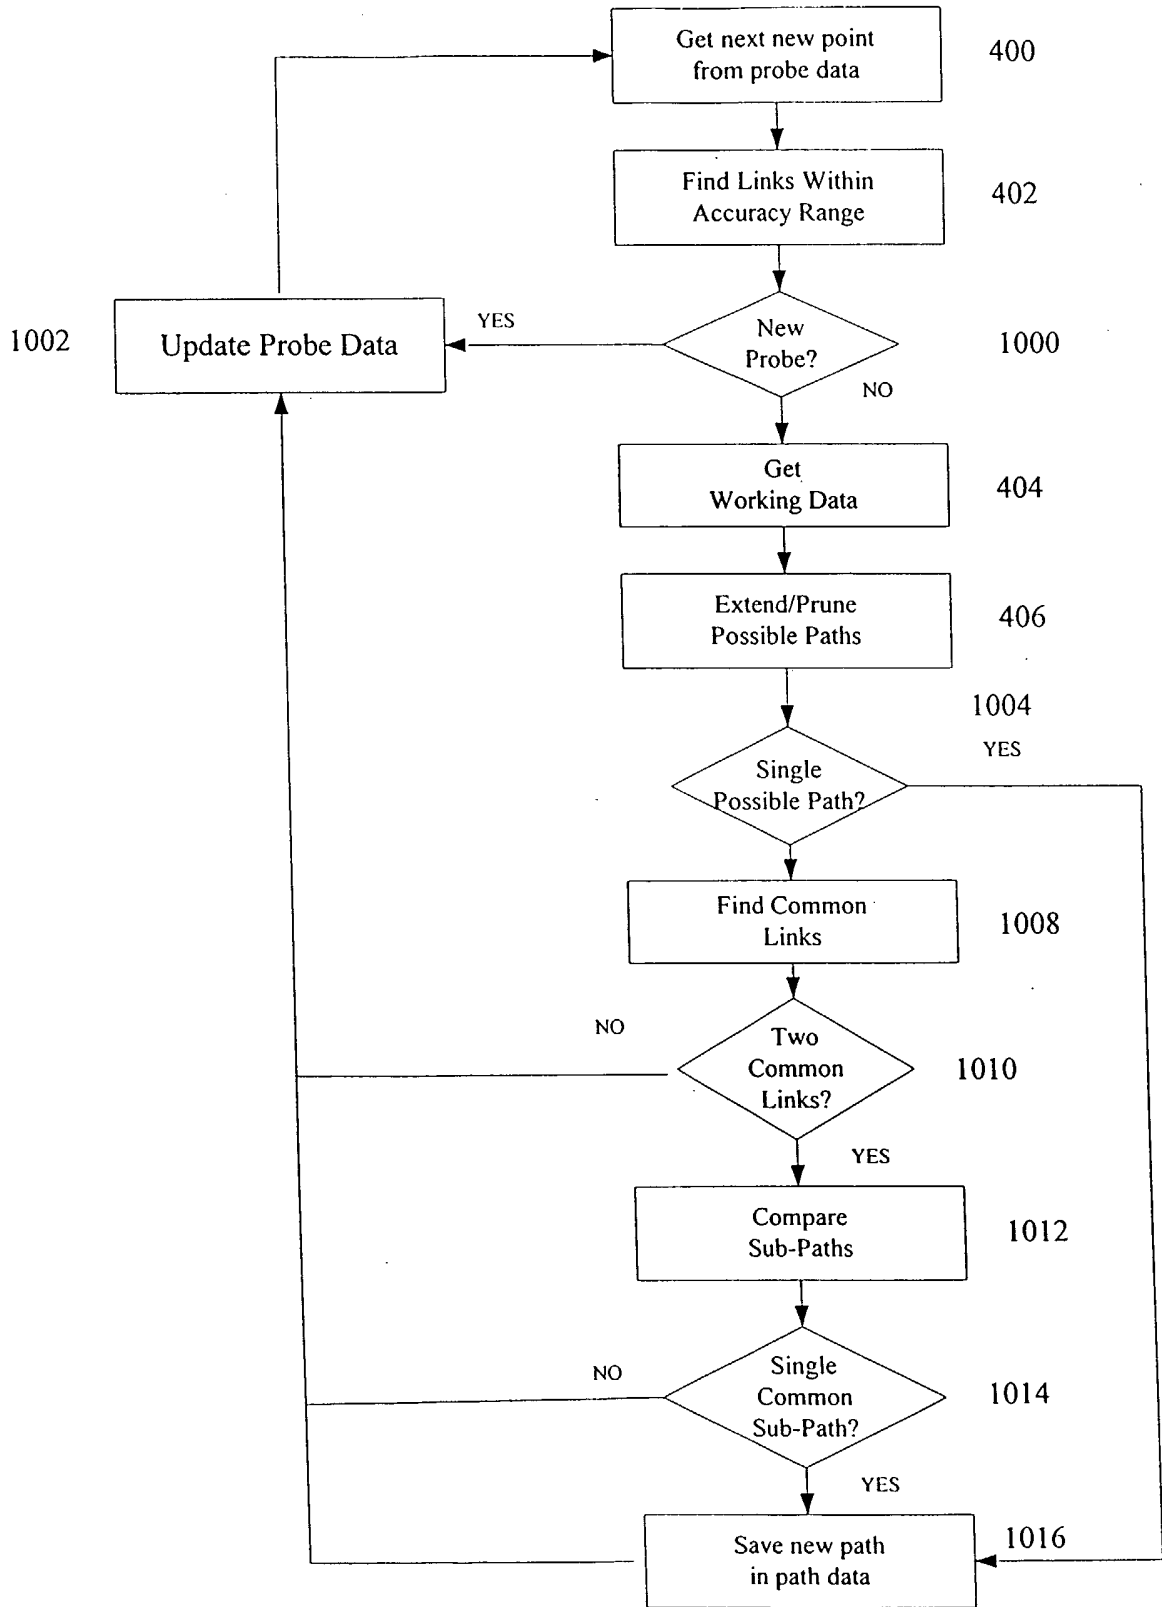 Get next new point
from probe data
400
Find Links Within
Accuracy Range
402
1002
Update Probe Data
YES
New
Probe?
1000
NO
Get
Working Data
404
Extend/Prune
Possible Paths
406
1004
YES
Single
Possible Path?
Find Common
Links
1008
NO
Two
Common
Links?
1010
YES
Compare
Sub-Paths
1012
NO
Single
Common
Sub-Path?
1014
YES
Save new path
in path data
1016